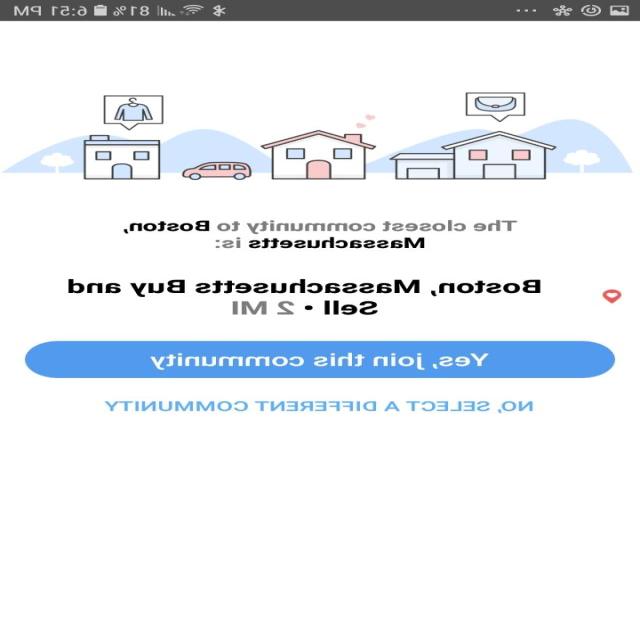 6:51 PM
81%
The closest community to Boston,
Massachusetts is:
Boston, Massachusetts Buy and
Sell • 2 MI
Yes, join this community
NO, SELECT A DIFFERENT COMMUNITY